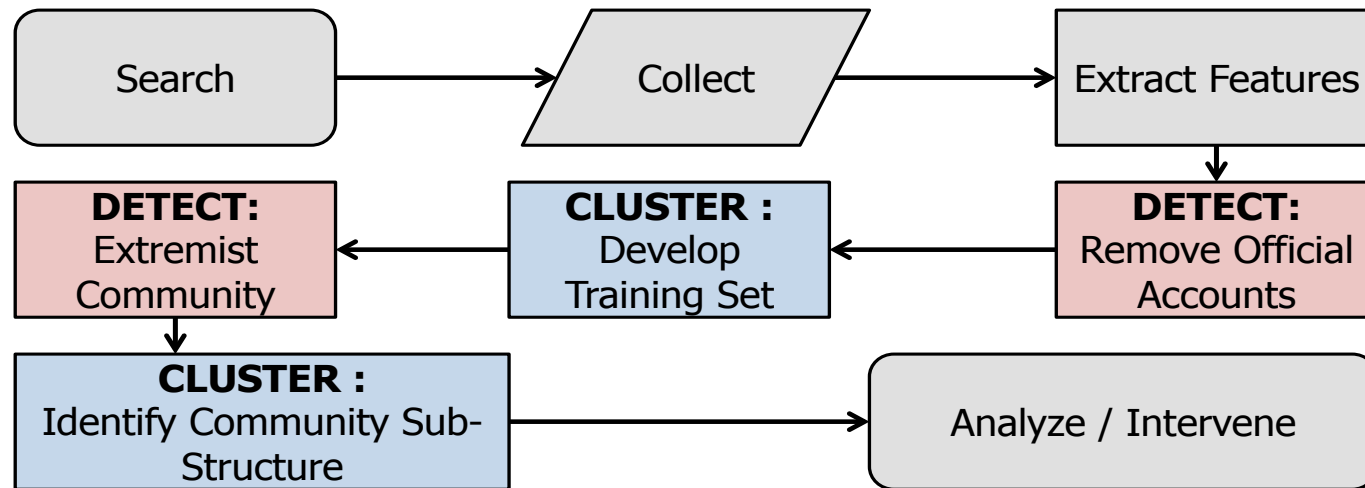 Search
Collect
Extract Features
DETECT:
Remove Official
Accounts
CLUSTER :
Develop
Training Set
DETECT:
Extremist
Community
CLUSTER :
Identify Community Sub-
Structure
Analyze / Intervene